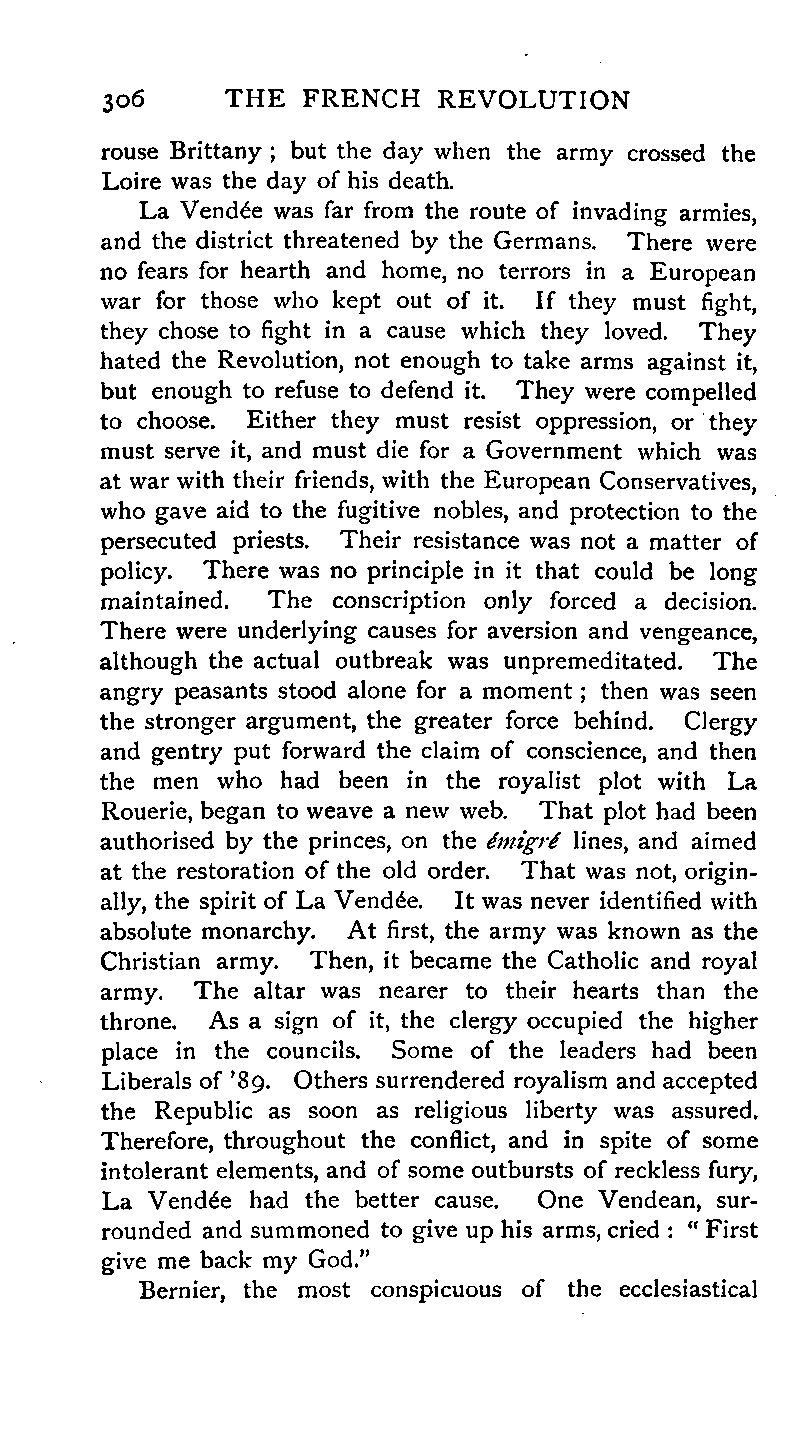 306 THE FRENCH REVOLUTION
rouse Brittany ; but the day when the army crossed the
Loire was the day of his death.
La Vendée was far from the route of invading armies,
and the district threatened by the Germans. There were
no fears for hearth and home, no terrors in a European
war for those who kept out of it. If they must fight,
they chose to fight in a cause which they loved. They
hated the Revolution, not enough to take arms against it,
but enough to refuse to defend it. They were compelled
to choose. Either they must resist oppression, or they
must serve it, and must die for a Government which was
at war with their friends, with the European Conservatives,
who gave aid to the fugitive nobles, and protection to the
persecuted priests. Their resistance was not a matter of
policy. There was no principle in it that could be long
maintained. The conscription only forced a decision.
There were underlying causes for aversion and vengeance,
although the actual outbreak was unpremeditated. The
angry peasants stood alone for a moment ; then was seen
the stronger argument, the greater force behind. Clergy
and gentry put forward the claim of conscience, and then
the men who had been in the royalist plot with La
Rouerie, began to weave a new web. That plot had been
authorised by the princes, on the émigré lines, and aimed
at the restoration of the old order. That was not, origin-
ally, the spirit of La Vendée. It was never identified with
absolute monarchy. At first, the army was known as the
Christian army. Then, it became the Catholic and royal
army. The altar was nearer to their hearts than the
throne. As a sign of it, the clergy occupied the higher
place in the councils. Some of the leaders had been
Liberals of '89. Others surrendered royalism and accepted
the Republic as soon as religious liberty was assured.
Therefore, throughout the conflict, and in spite of some
intolerant elements, and of some outbursts of reckless fury,
La Vendée had the better cause. One Vendean, sur-
rounded and summoned to give up his arms, cried : “ First
give me back my God.”
Bernier, the most conspicuous of the ecclesiastical